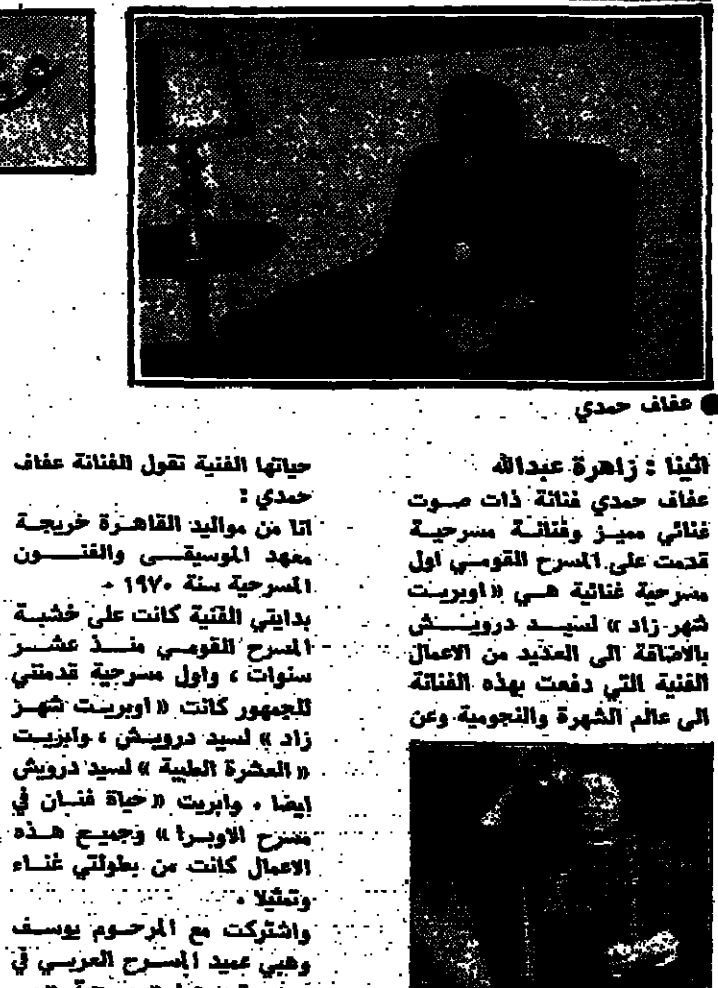 عفاف حمدي
اثينا : زاهرة عبدالله
عفاف حمدي فنانة ذات صوت
غنائي مميز وفنانة مسرحية
قدمت على المسرح القومي اول
مسرحية غنائية هي « اوبريت
شهر زاد » لسيد درويش
بالاضافة الى العديد من الاعمال
الفنية التي دفعت بهذه الفنانة
الى عالم الشهرة والنجومية وعن
حياتها الفنية تقول الفنانة عفاف
حمدي :
انا من مواليد القاهرة خريجة
معهد الموسيقى والفنون
المسرحية سنة ١٩٧٠ .
بدايتي الفنية كانت على خشبة
المسرح القومي منذ عشر
سنوات ، واول مسرحية قدمتني
للجمهور كانت « اوبريت شهر
زاد » لسيد درويش ، وابريت
« العشرة الطيبة » لسيد درويش
ايضا ، وابريت « حياة فنان في
مسرح الاوبرا » وجميع هذه
الاعمال كانت من بطولتي غناء
وتمثيلا .
واشتركت مع المرحوم يوسف
وهبي عميد المسرح العربي في